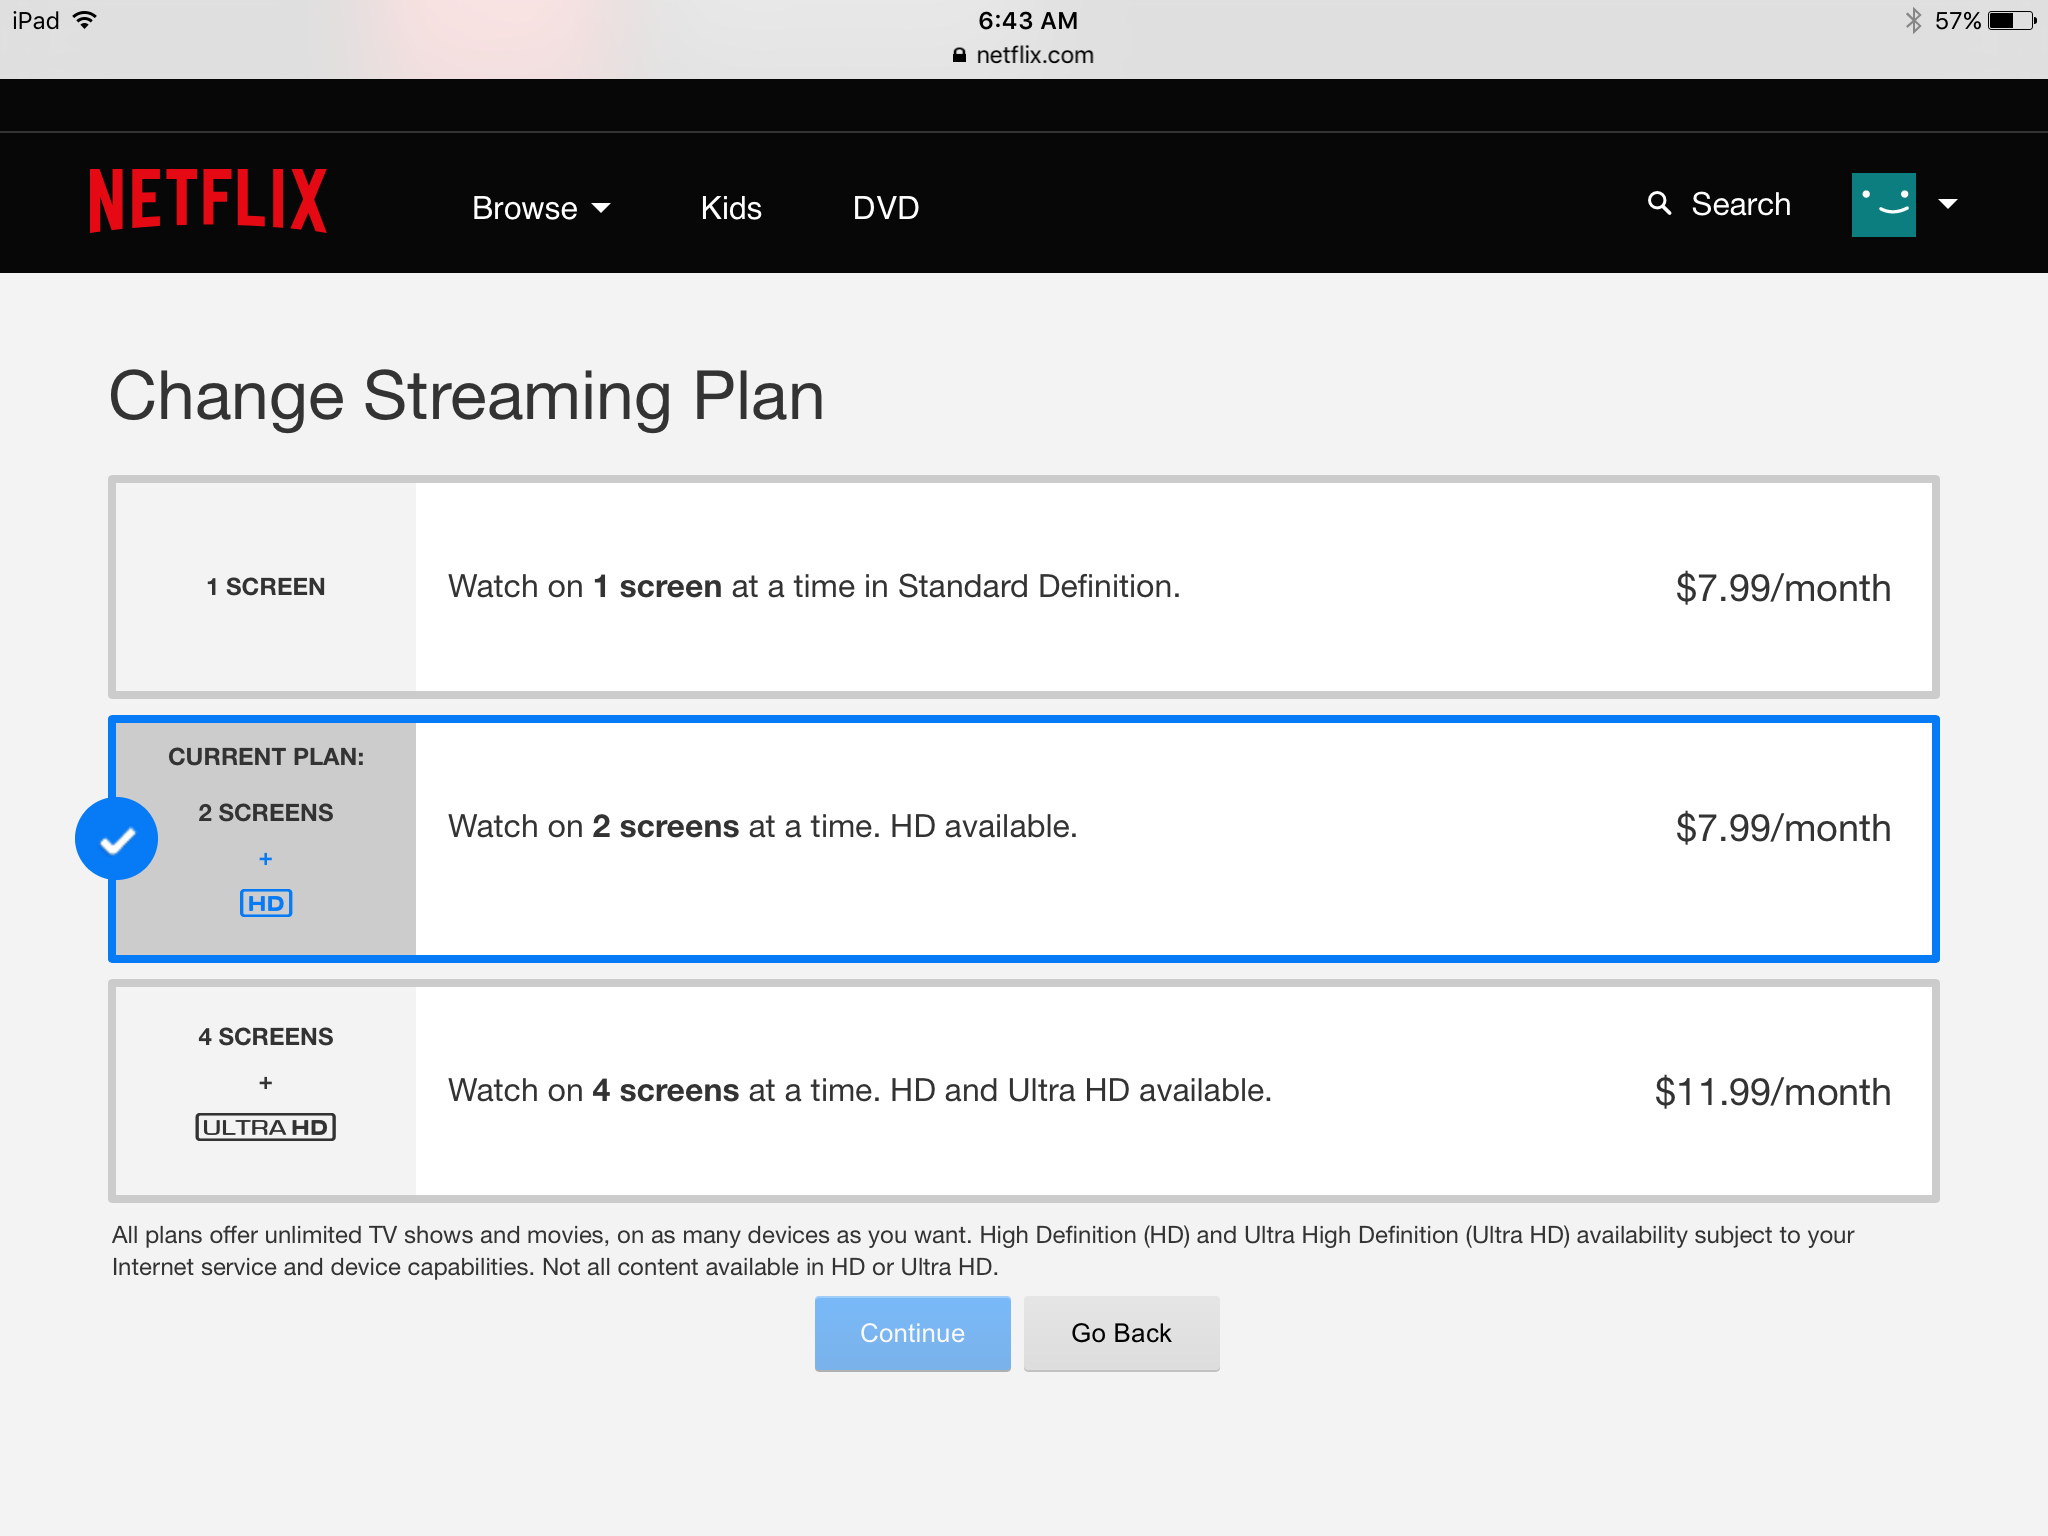 iPad 6:43 AM 57%
netflix.com
NETFLIX Browse Kids DVD Search
Change Streaming Plan
1 SCREEN
Watch on 1 screen at a time in Standard Definition.
$7.99/month
CURRENT PLAN:
2 SCREENS
+
HD
Watch on 2 screens at a time. HD available.
$7.99/month
4 SCREENS
+
ULTRA HD
Watch on 4 screens at a time. HD and Ultra HD available.
$11.99/month
All plans offer unlimited TV shows and movies, on as many devices as you want. High Definition (HD) and Ultra High Definition (Ultra HD) availability subject to your
Internet service and device capabilities. Not all content available in HD or Ultra HD.
Continue Go Back